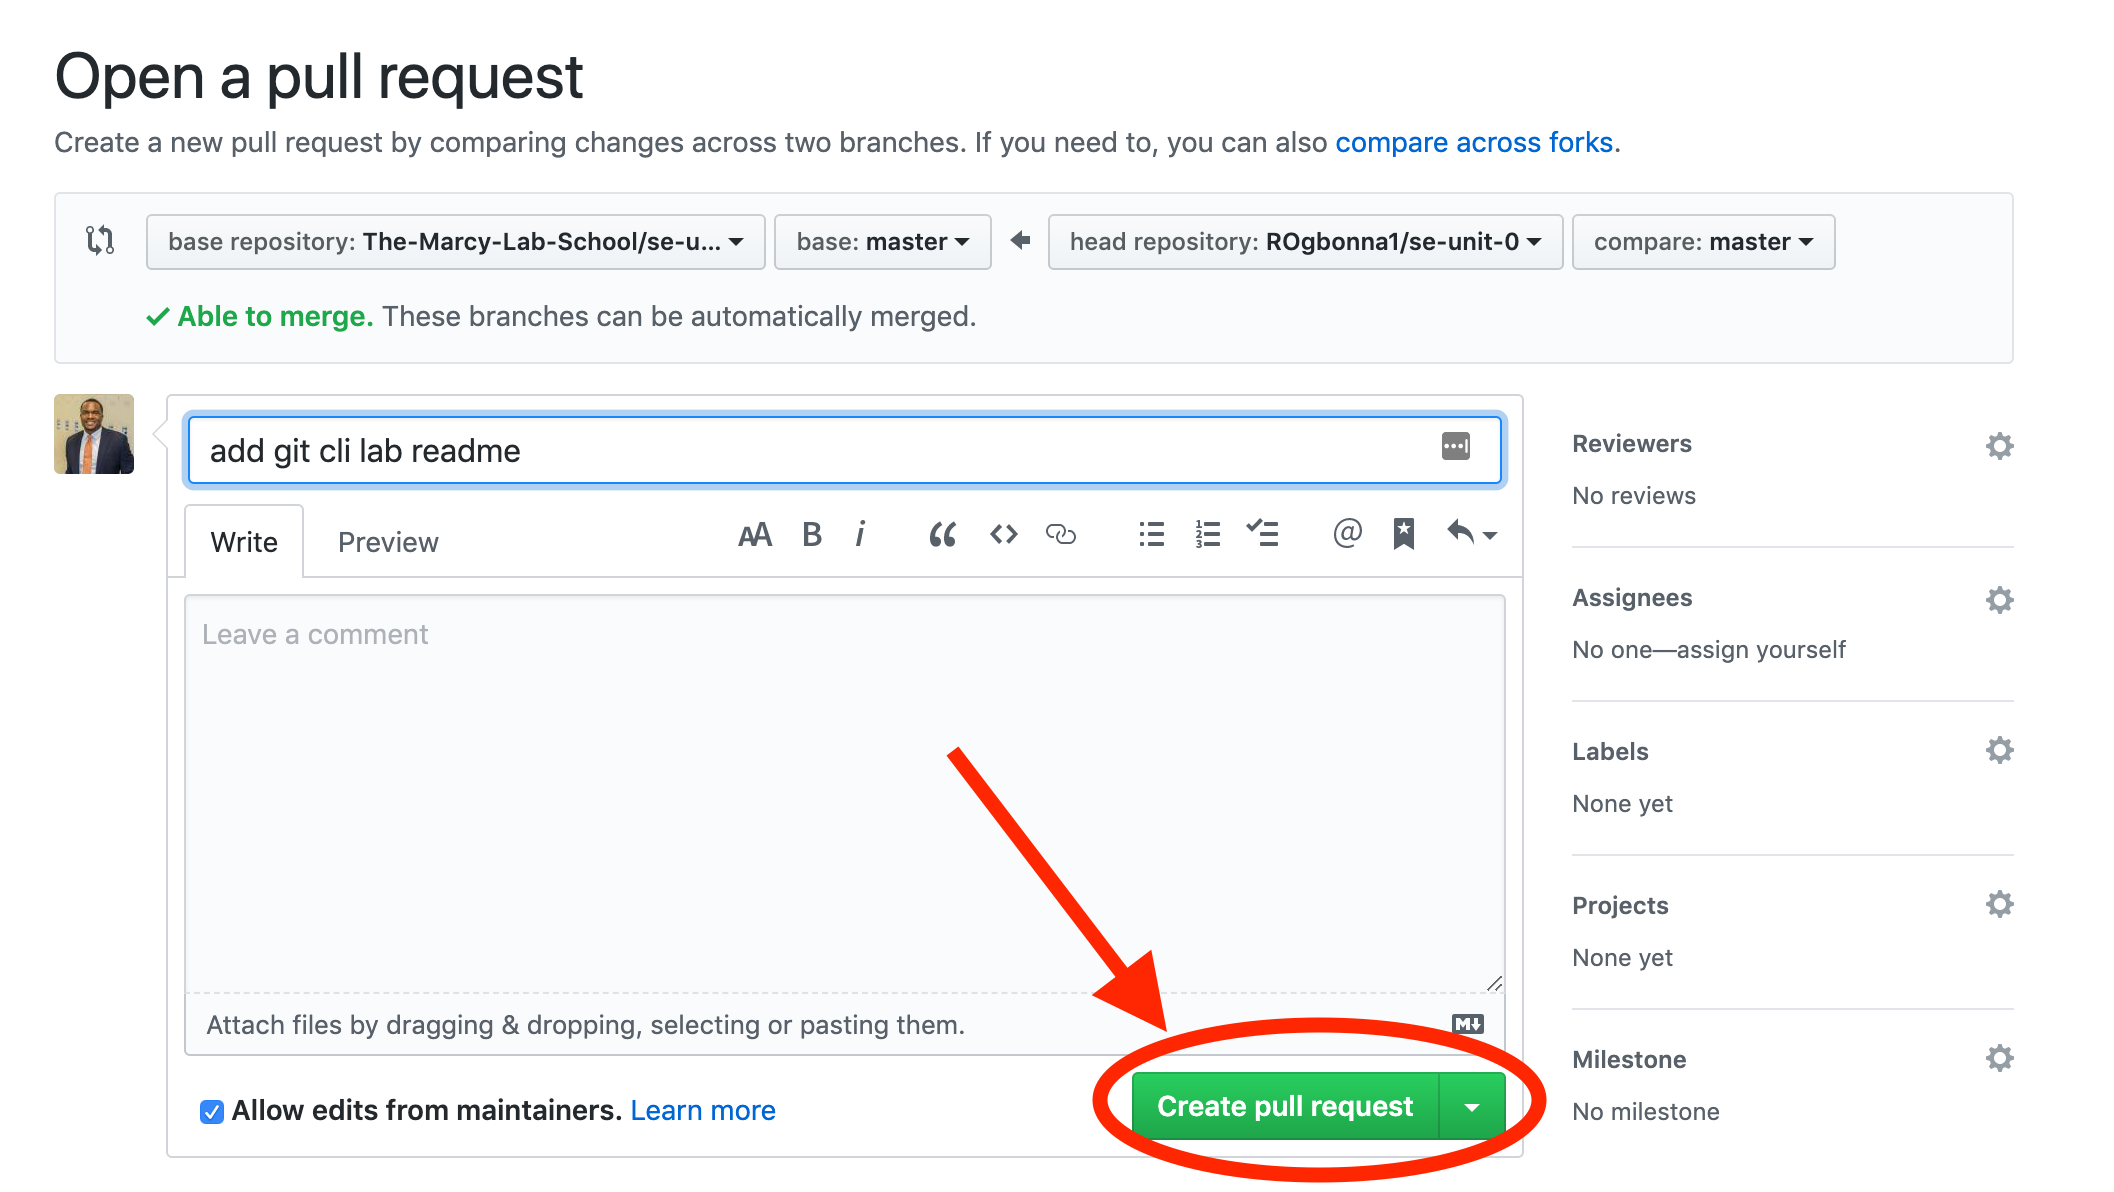 Open a pull request
Create a new pull request by comparing changes across two branches. If you need to, you can also compare across forks.
base repository: The-Marcy-Lab-School/se-u... base: master head repository: ROgbonna1/se-unit-0 compare: master
Able to merge. These branches can be automatically merged.
add git cli lab readme
Write Preview
Leave a comment
Attach files by dragging & dropping, selecting or pasting them.
Allow edits from maintainers. Learn more
Create pull request
Reviewers
No reviews
Assignees
No one—assign yourself
Labels
None yet
Projects
None yet
Milestone
No milestone